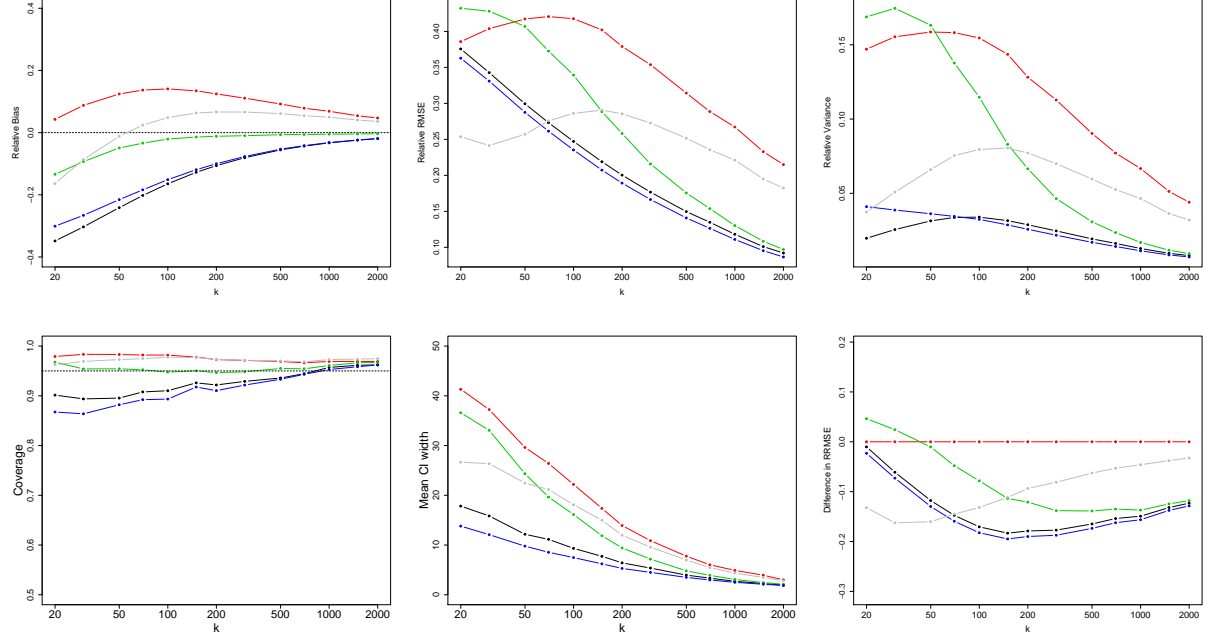 Relative Bias
0.4
0.2
0.0
-0.2
-0.4
20 50 100 200 500 1000 2000
k
Relative RMSE
0.40
0.35
0.30
0.25
0.20
0.15
0.10
20 50 100 200 500 1000 2000
k
Relative Variance
0.15
0.10
0.05
20 50 100 200 500 1000 2000
k
Coverage
1.0
0.9
0.8
0.7
0.6
0.5
20 50 100 200 500 1000 2000
k
Mean CI width
50
40
30
20
10
0
20 50 100 200 500 1000 2000
k
Difference in RRMSE
0.2
0.1
0.0
-0.1
-0.2
-0.3
20 50 100 200 500 1000 2000
k